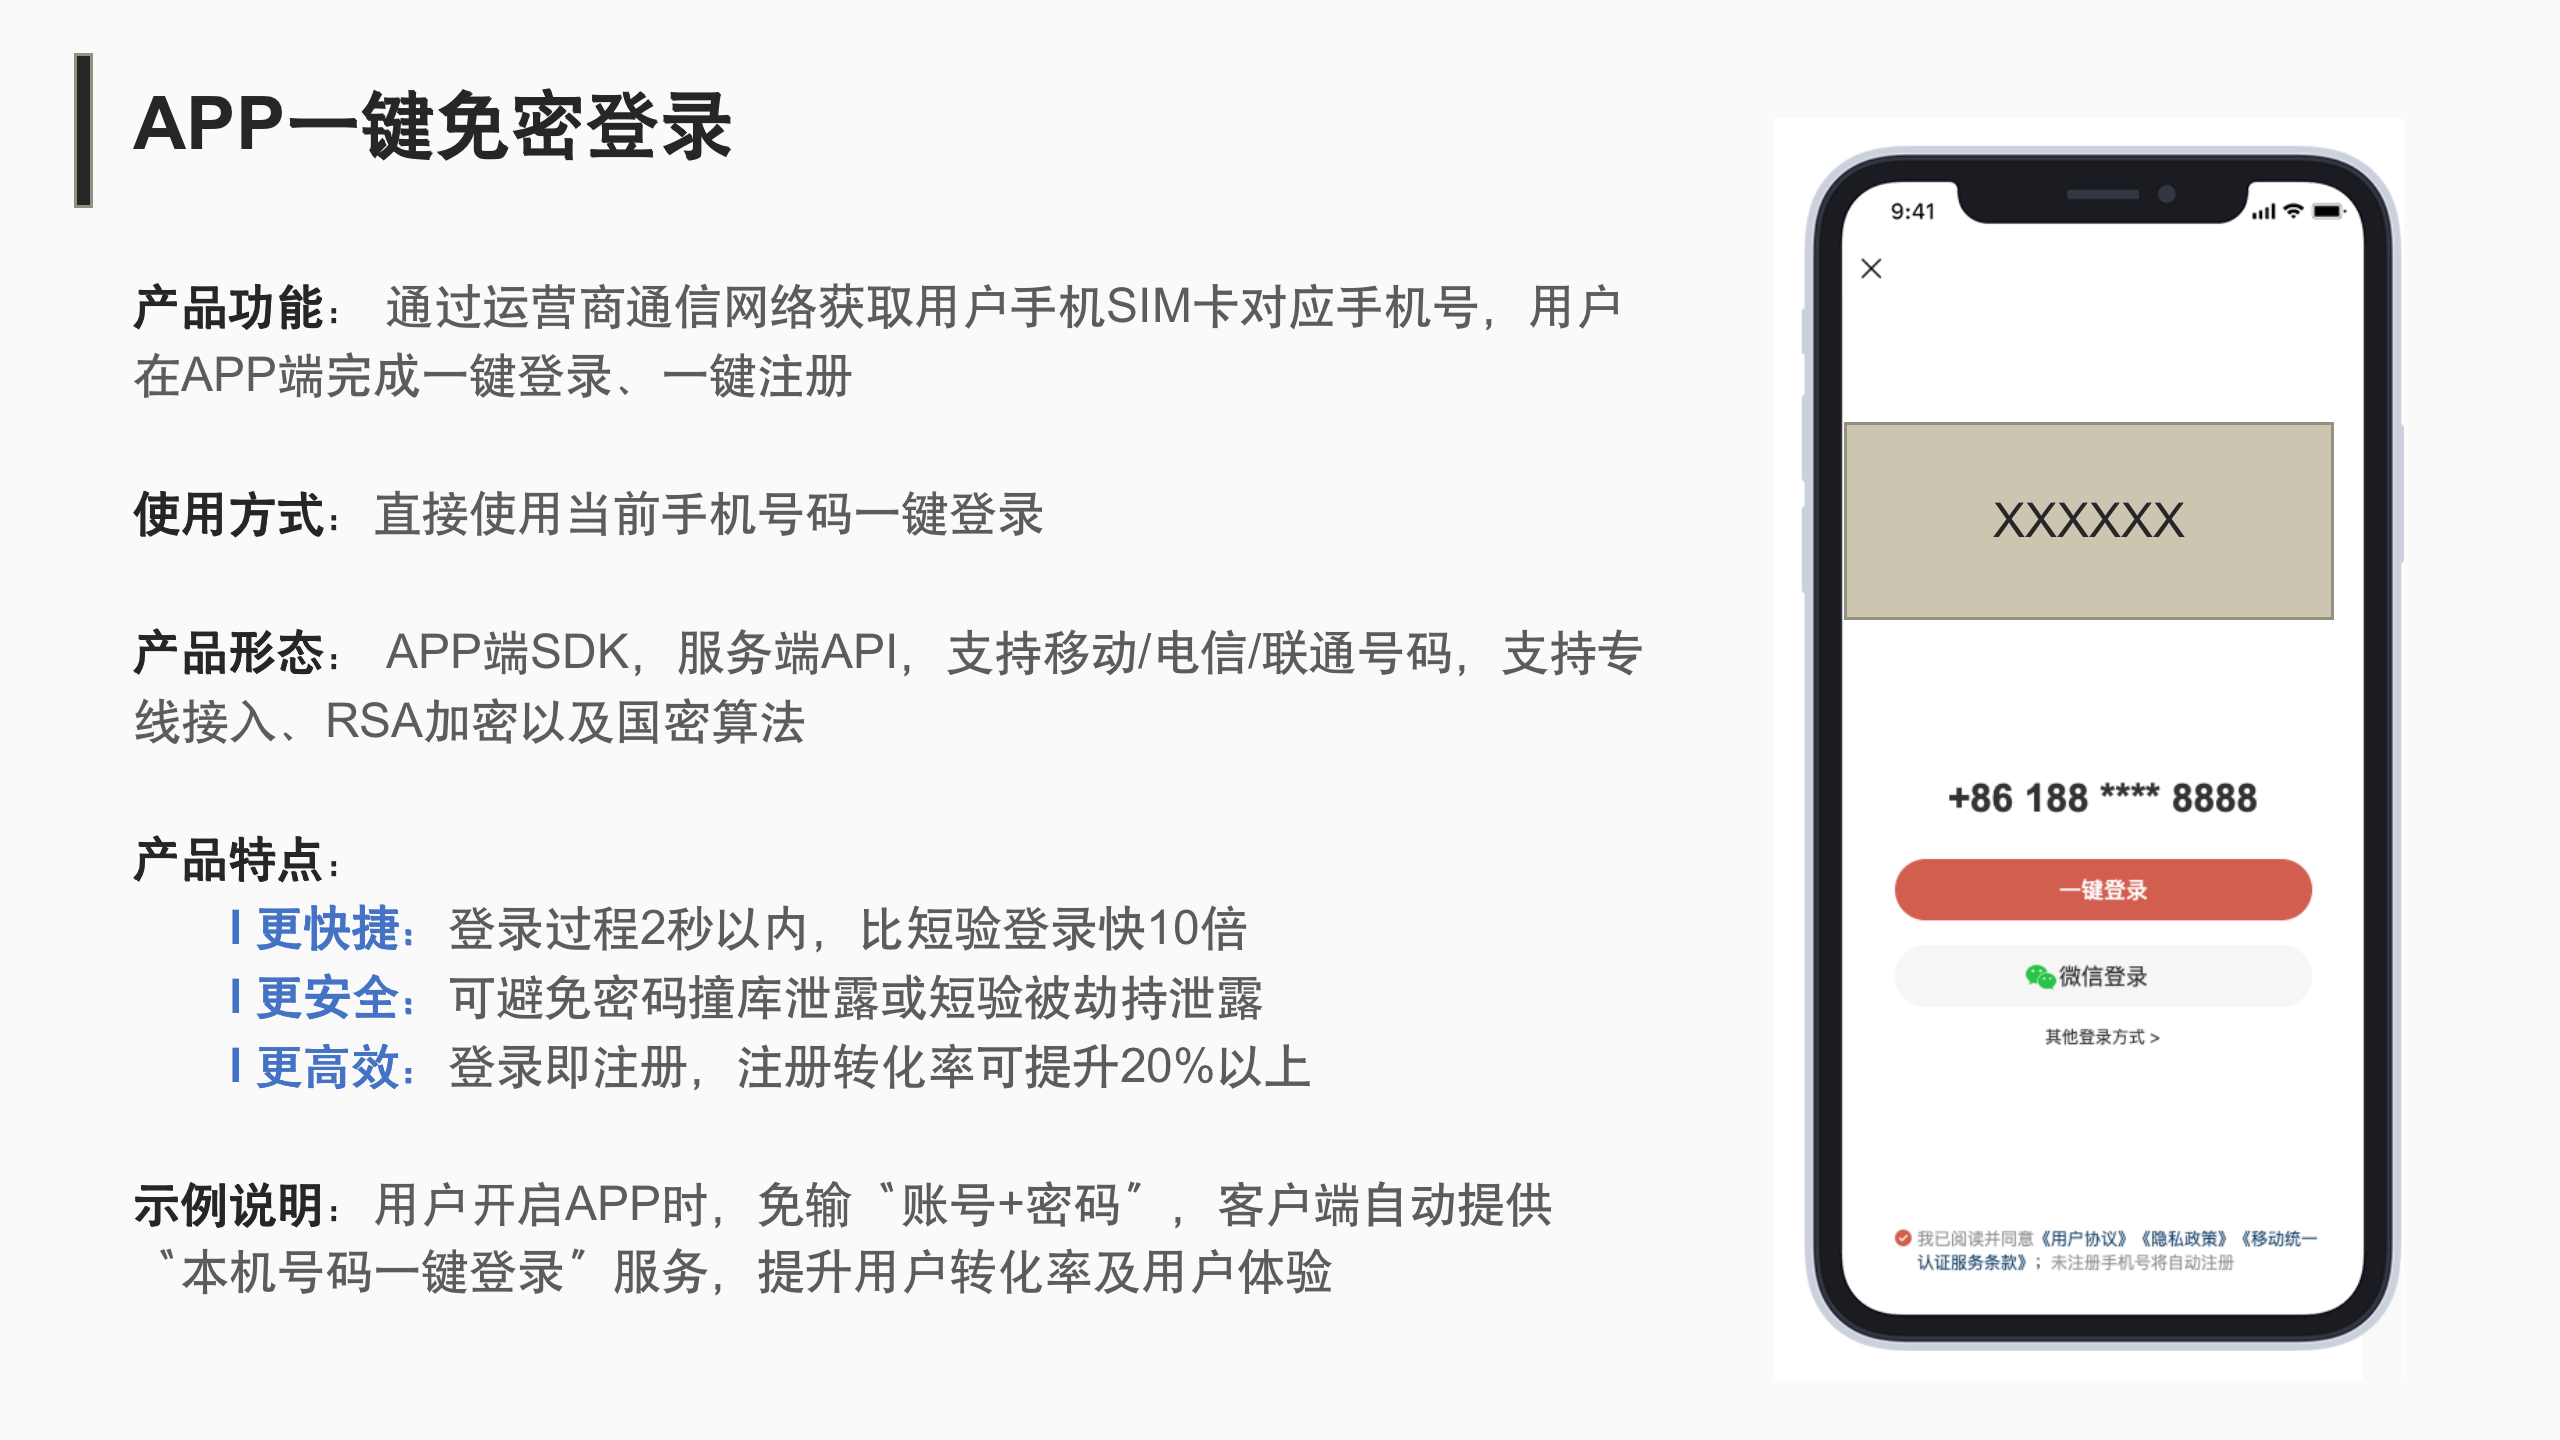 APP一键免密登录
产品功能： 通过运营商通信网络获取用户手机SIM卡对应手机号，用户
在APP端完成一键登录、一键注册
使用方式：直接使用当前手机号码一键登录
产品形态： APP端SDK，服务端API，支持移动/电信/联通号码，支持专
线接入、RSA加密以及国密算法
产品特点：
l 更快捷：登录过程2秒以内，比短验登录快10倍
l 更安全：可避免密码撞库泄露或短验被劫持泄露
l 更高效：登录即注册，注册转化率可提升20%以上
示例说明：用户开启APP时，免输〝账号+密码〞，客户端自动提供
〝本机号码一键登录〞服务，提升用户转化率及用户体验
9:41
XXXXXX
+86 188 **** 8888
一键登录
微信登录
其他登录方式 >
我已阅读并同意《用户协议》《隐私政策》《移动统一
认证服务条款》；未注册手机号将自动注册